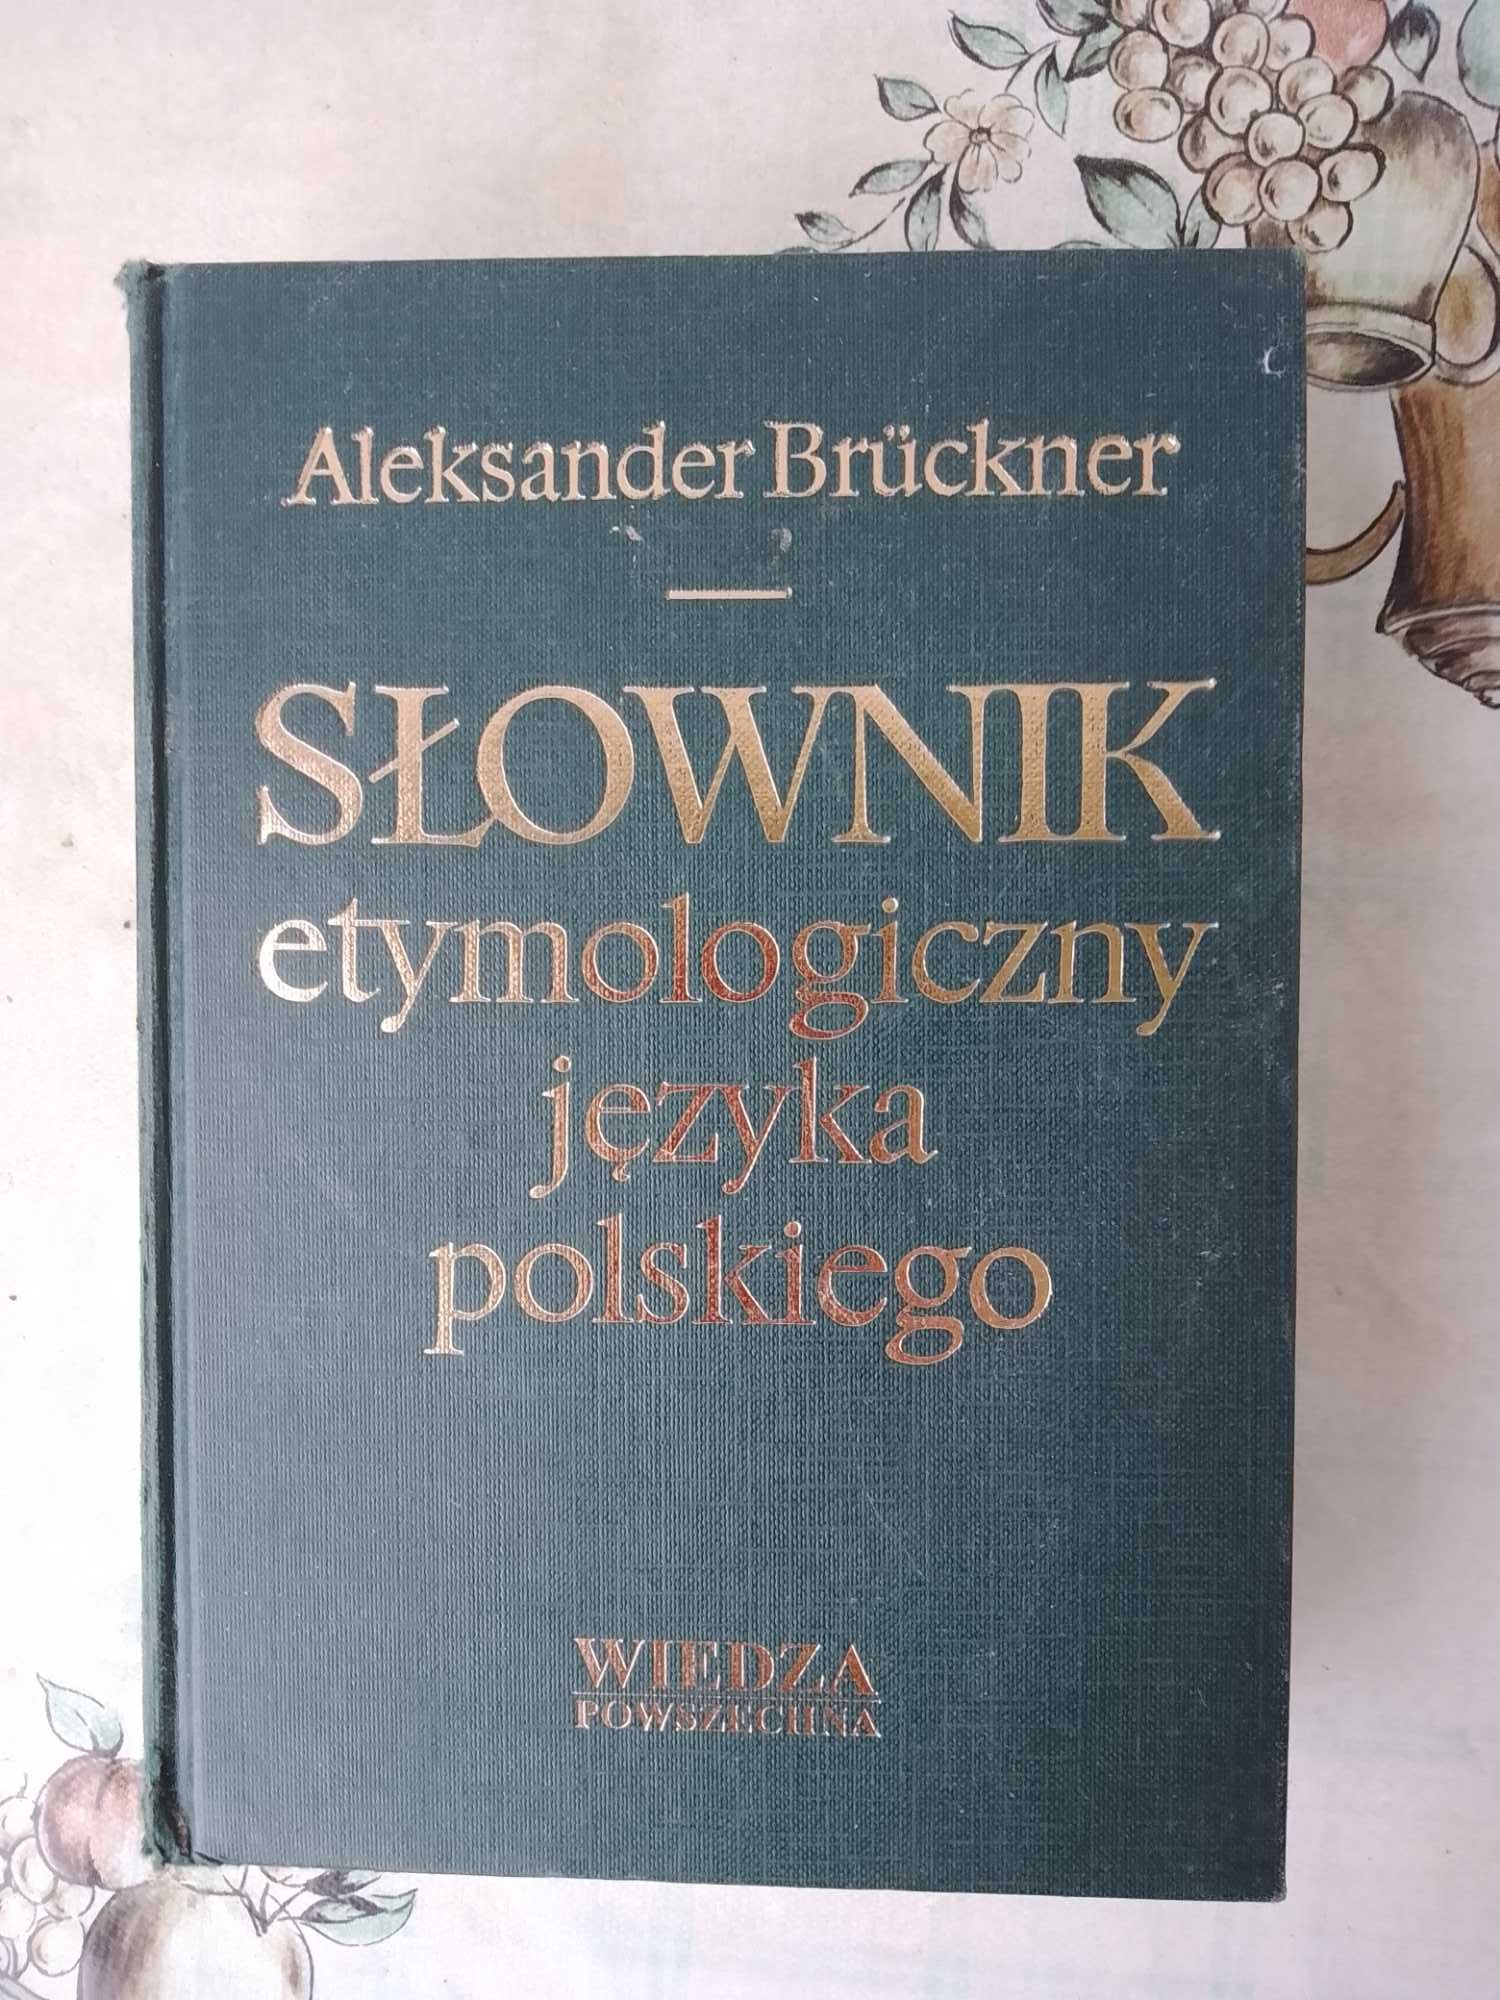 Aleksander Brückner
SŁOWNIK
etymologiczny
języka
polskiego
WIEDZA
POWSZECHNA